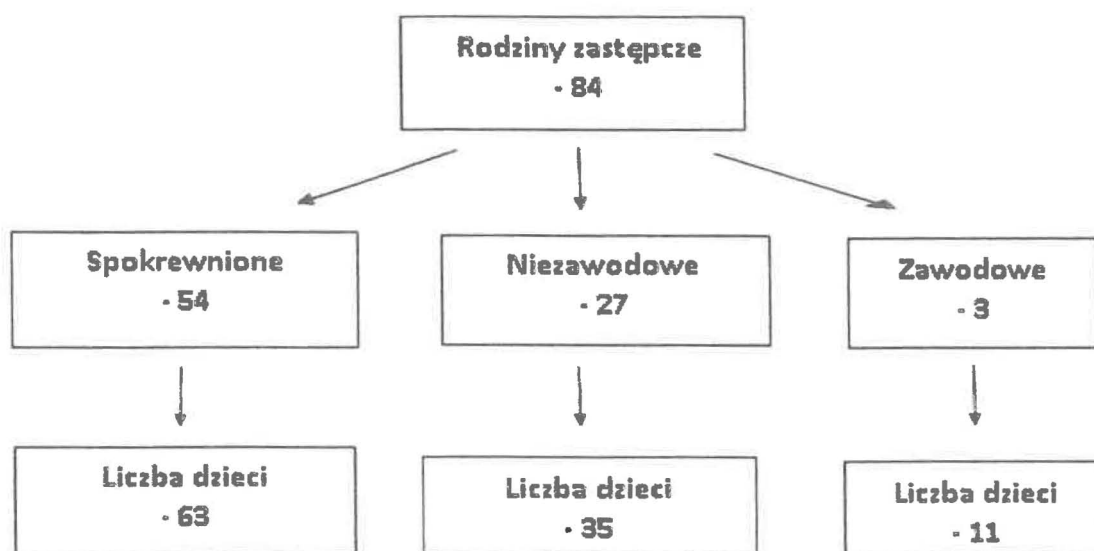 Rodziny zastępcze
- 84
Spokrewnione
- 54
Niezawodowe
- 27
Zawodowe
- 3
Liczba dzieci
- 63
Liczba dzieci
- 35
Liczba dzieci
- 11